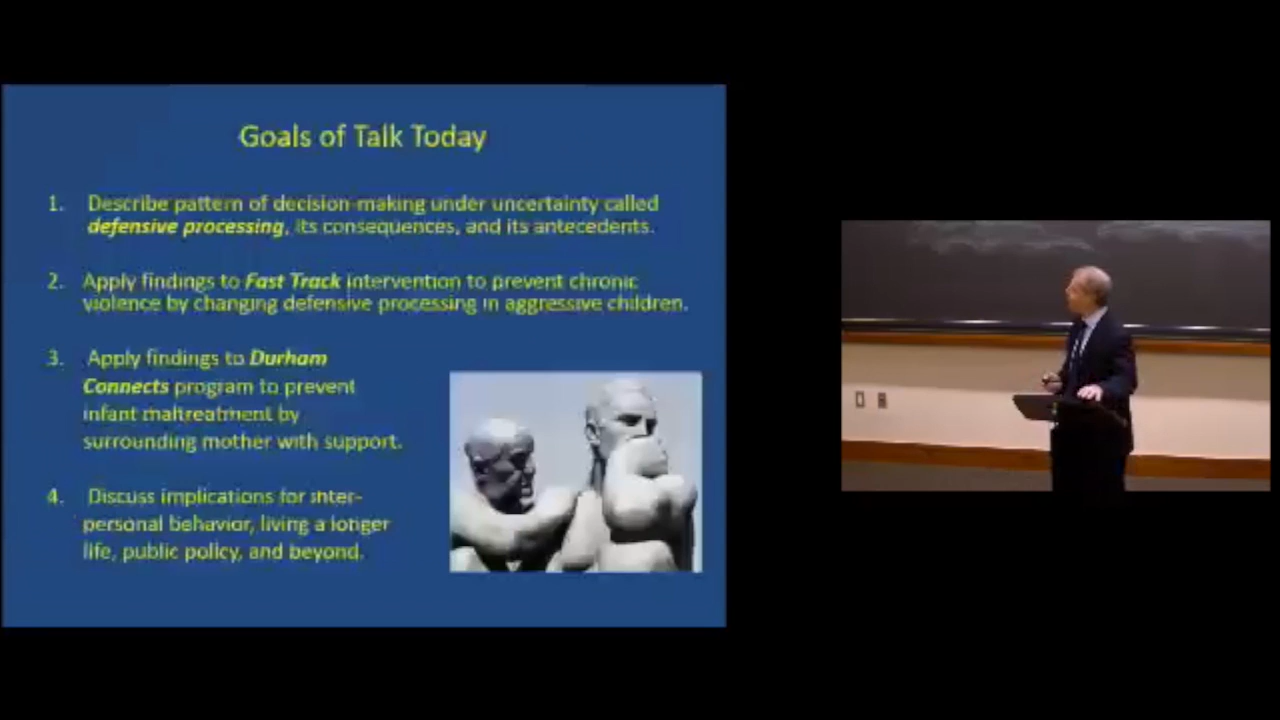 Goals of Talk Today
1. Describe pattern of decision-making under uncertainty called
defensive processing, its consequences, and its antecedents.
2. Apply findings to Fast Track intervention to prevent chronic
violence by changing defensive processing in aggressive children.
3. Apply findings to Durham
Connects program to prevent
infant maltreatment by
surrounding mother with support.
4. Discuss implications for inter-
personal behavior, living a longer
life, public policy, and beyond.